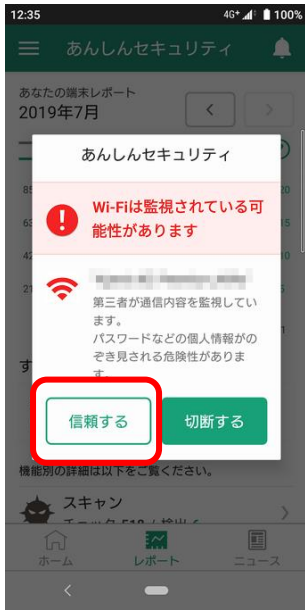 12:35
4G+
100%
あんしんセキュリティ
あなたの端末レポート
2019年7月
あんしんセキュリティ
Wi-Fiは監視されている可
能性があります
第三者が通信内容を監視してい
ます。
パスワードなどの個人情報がの
ぞき見される危険性がありま
す。
信頼する
切断する
機能別の詳細は以下をご覧ください。
スキャン
ホーム
レポート
ニュース